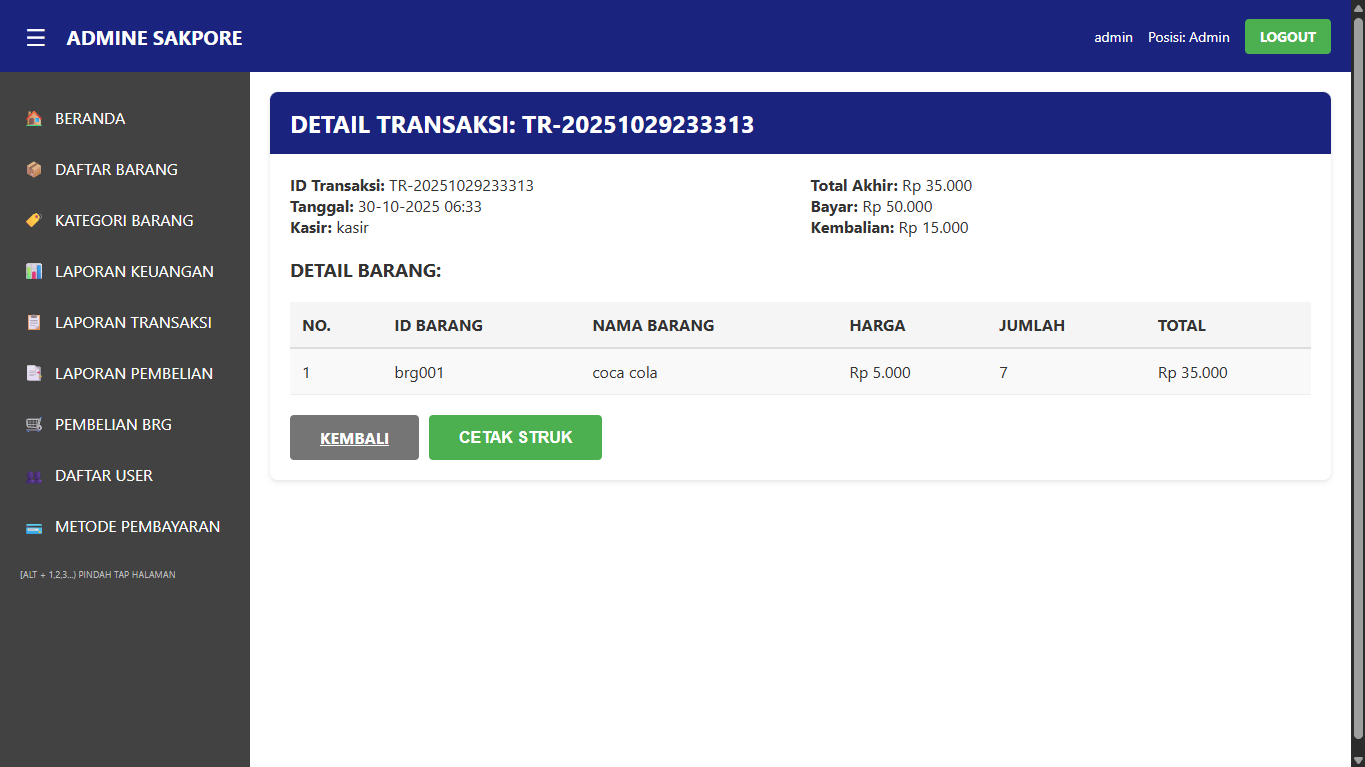 ☰ ADMINE SAKPORE
admin Posisi: Admin LOGOUT
BERANDA
DAFTAR BARANG
KATEGORI BARANG
LAPORAN KEUANGAN
LAPORAN TRANSAKSI
LAPORAN PEMBELIAN
PEMBELIAN BRG
DAFTAR USER
METODE PEMBAYARAN
[ALT + 1,2,3...) PINDAH TAP HALAMAN
DETAIL TRANSAKSI: TR-20251029233313
ID Transaksi: TR-20251029233313
Tanggal: 30-10-2025 06:33
Kasir: kasir
Total Akhir: Rp 35.000
Bayar: Rp 50.000
Kembalian: Rp 15.000
DETAIL BARANG:
NO. ID BARANG NAMA BARANG HARGA JUMLAH TOTAL
1 brg001 coca cola Rp 5.000 7 Rp 35.000
KEMBALI CETAK STRUK